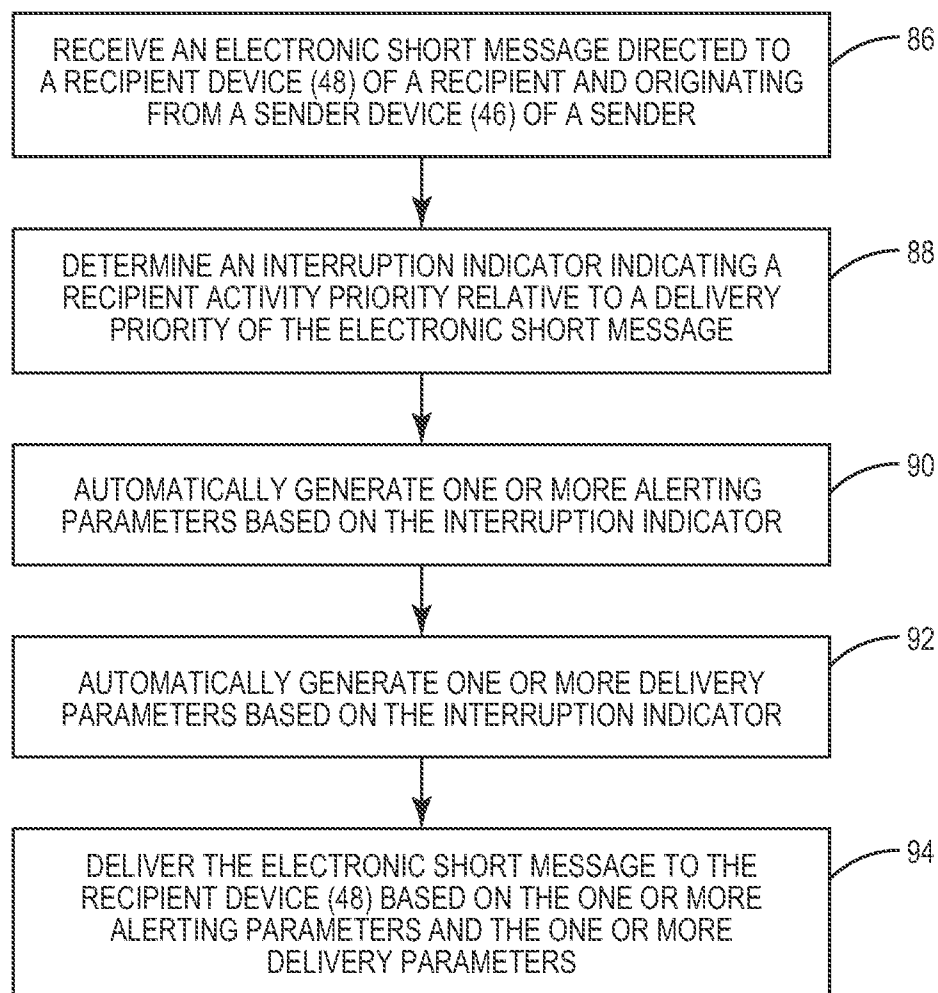 RECEIVE AN ELECTRONIC SHORT MESSAGE DIRECTED TO
A RECIPIENT DEVICE (48) OF A RECIPIENT AND ORIGINATING
FROM A SENDER DEVICE (46) OF A SENDER
86
DETERMINE AN INTERRUPTION INDICATOR INDICATING A
RECIPIENT ACTIVITY PRIORITY RELATIVE TO A DELIVERY
PRIORITY OF THE ELECTRONIC SHORT MESSAGE
88
AUTOMATICALLY GENERATE ONE OR MORE ALERTING
PARAMETERS BASED ON THE INTERRUPTION INDICATOR
90
AUTOMATICALLY GENERATE ONE OR MORE DELIVERY
PARAMETERS BASED ON THE INTERRUPTION INDICATOR
92
DELIVER THE ELECTRONIC SHORT MESSAGE TO THE
RECIPIENT DEVICE (48) BASED ON THE ONE OR MORE
ALERTING PARAMETERS AND THE ONE OR MORE
DELIVERY PARAMETERS
94